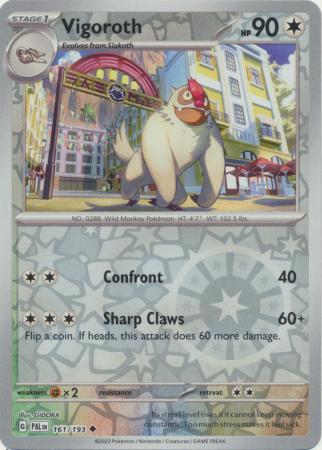 STAGE 1
Vigoroth
HP 90
Evolves from Slakoth
NO. 0288 Wild Monkey Pokémon HT: 4'7" WT: 102.5 lbs.
Confront 40
Sharp Claws 60+
Flip a coin. If heads, this attack does 60 more damage.
weakness ×2 resistance retreat
Illus. GIDORA
G PAL EN 161/193
Its stress level rises if it cannot keep moving
constantly. Too much stress makes it feel sick.
©2023 Pokémon / Nintendo / Creatures / GAME FREAK